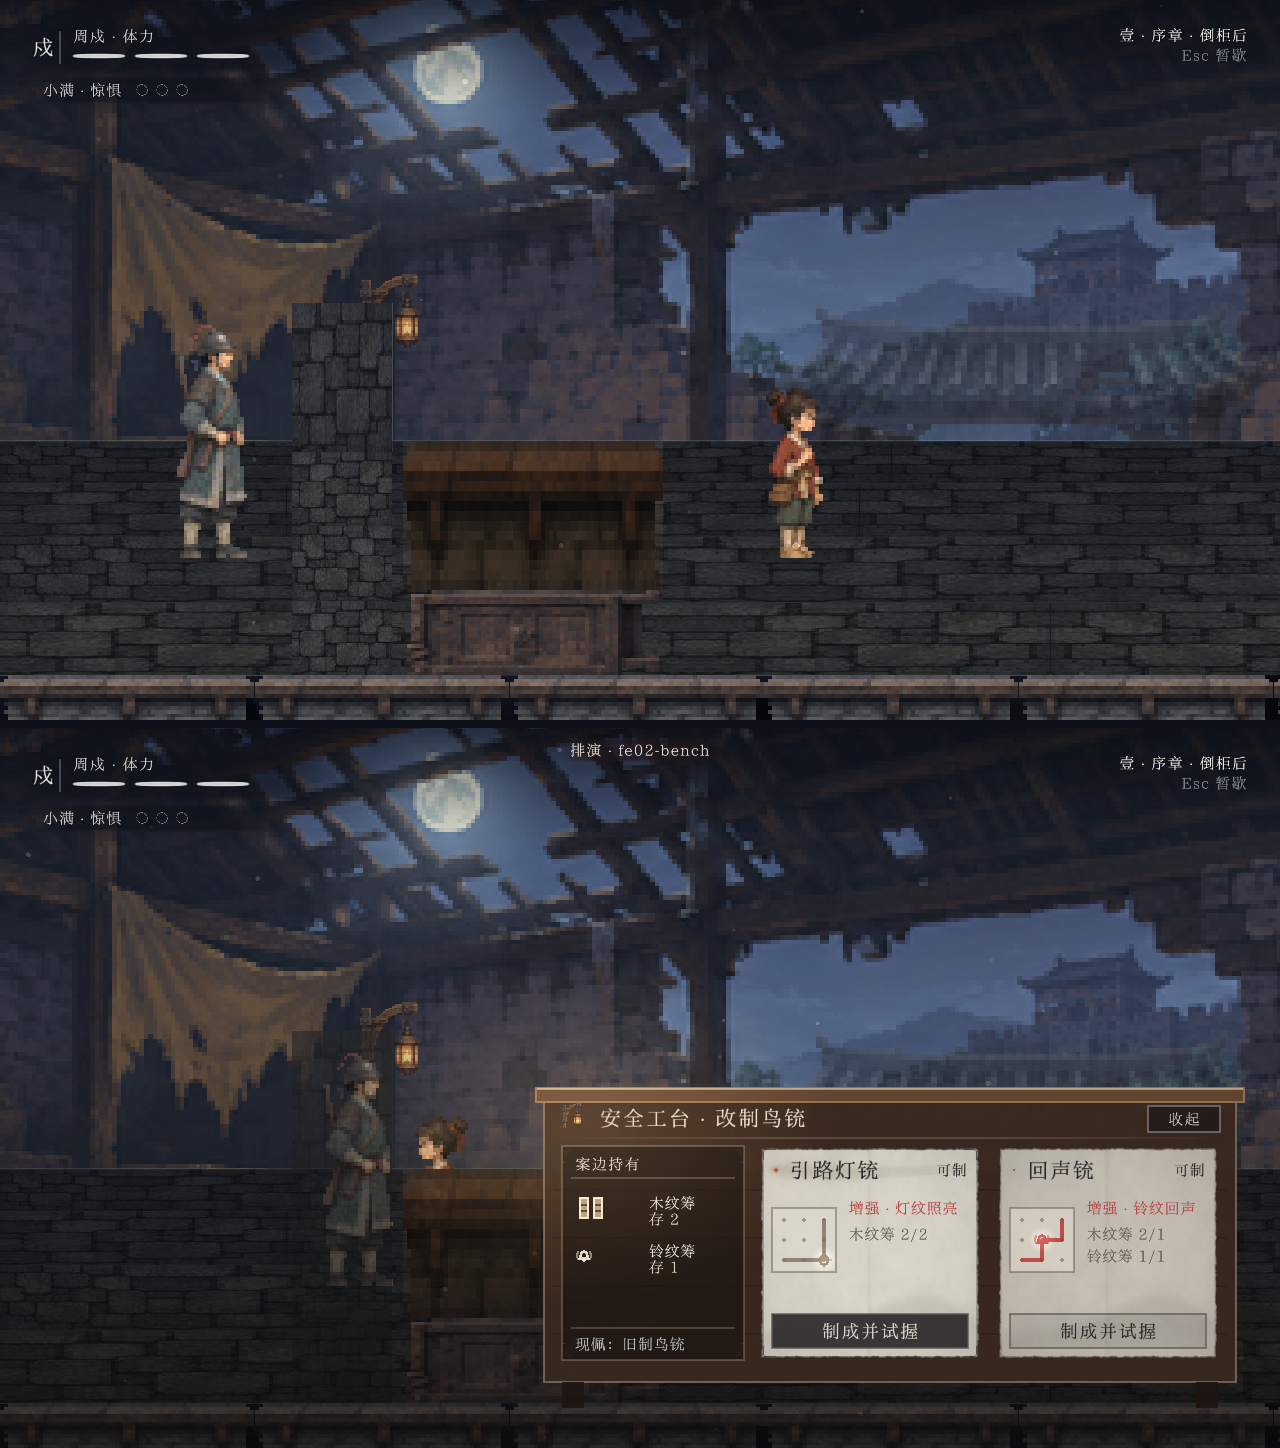 戍
周戍 · 体力
小满 · 惊惧
壹 · 序章 · 倒柜后
Esc 暂歇
排演 · fe02-bench
戍
周戍 · 体力
小满 · 惊惧
壹 · 序章 · 倒柜后
Esc 暂歇
安全工台 · 改制鸟铳
收起
案边持有
木纹筹
存 2
铃纹筹
存 1
现佩：旧制鸟铳
引路灯铳
可制
增强 · 灯纹照亮
木纹筹 2/2
制成并试握
回声铳
可制
增强 · 铃纹回声
木纹筹 2/1
铃纹筹 1/1
制成并试握